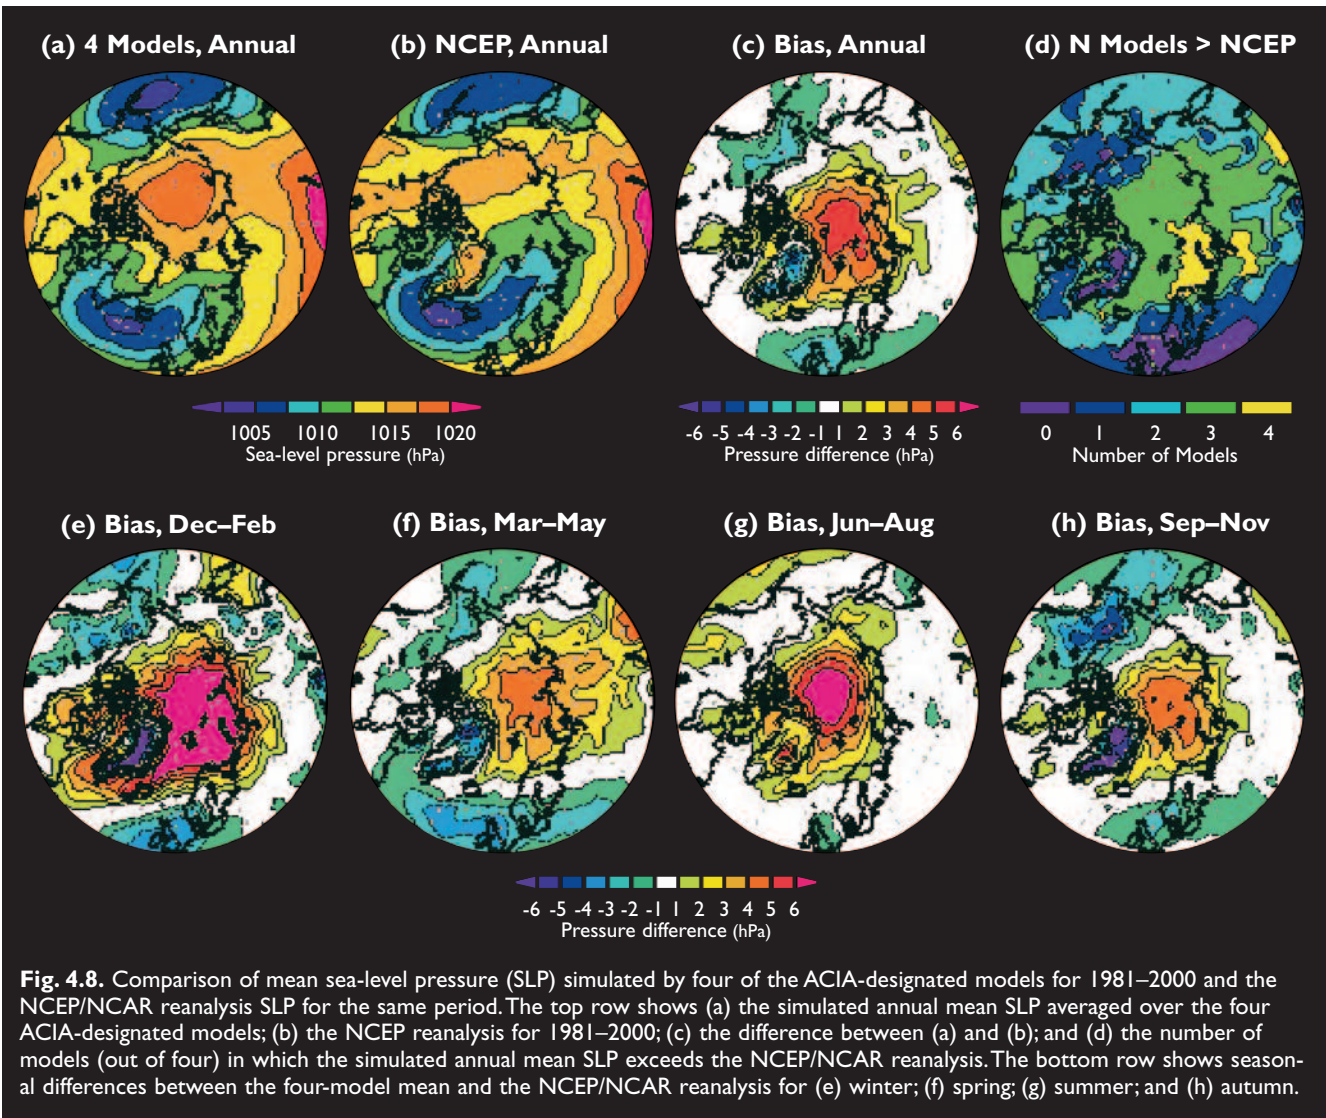 (a) 4 Models, Annual
(b) NCEP, Annual
(c) Bias, Annual
(d) N Models > NCEP
1005 1010 1015 1020
Sea-level pressure (hPa)
-6 -5 -4 -3 -2 -1 1 2 3 4 5 6
Pressure difference (hPa)
0 1 2 3 4
Number of Models
(e) Bias, Dec–Feb
(f) Bias, Mar–May
(g) Bias, Jun–Aug
(h) Bias, Sep–Nov
-6 -5 -4 -3 -2 -1 1 2 3 4 5 6
Pressure difference (hPa)
Fig. 4.8. Comparison of mean sea-level pressure (SLP) simulated by four of the ACIA-designated models for 1981–2000 and the
NCEP/NCAR reanalysis SLP for the same period. The top row shows (a) the simulated annual mean SLP averaged over the four
ACIA-designated models; (b) the NCEP reanalysis for 1981–2000; (c) the difference between (a) and (b); and (d) the number of
models (out of four) in which the simulated annual mean SLP exceeds the NCEP/NCAR reanalysis. The bottom row shows season-
al differences between the four-model mean and the NCEP/NCAR reanalysis for (e) winter; (f) spring; (g) summer; and (h) autumn.